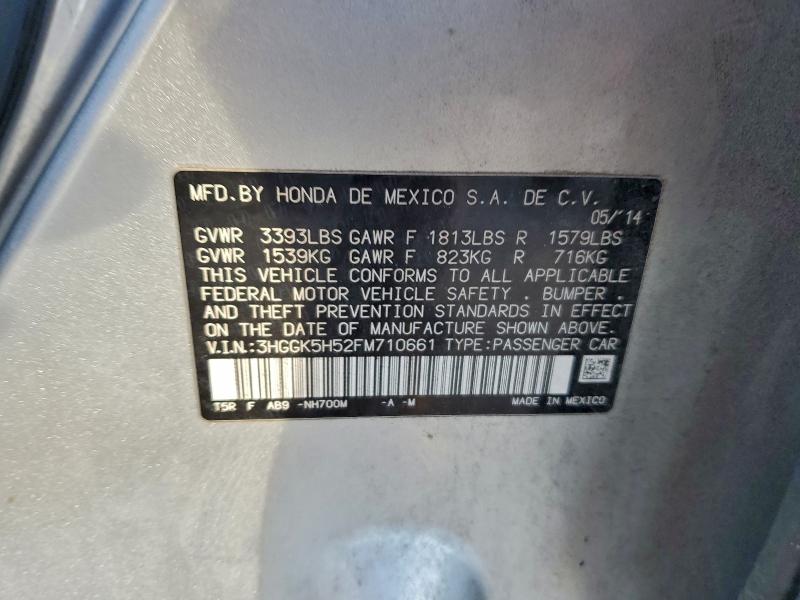 MFD.BY HONDA DE MEXICO S.A. DE C.V.
05/'14
GVWR 3393LBS GAWR F 1813LBS R 1579LBS
GVWR 1539KG GAWR F 823KG R 716KG
THIS VEHICLE CONFORMS TO ALL APPLICABLE
FEDERAL MOTOR VEHICLE SAFETY , BUMPER ,
AND THEFT PREVENTION STANDARDS IN EFFECT
ON THE DATE OF MANUFACTURE SHOWN ABOVE.
V.I.N.:3HGGK5H52FM710661 TYPE:PASSENGER CAR
T5R F AB9 -NH700M -A -M MADE IN MEXICO